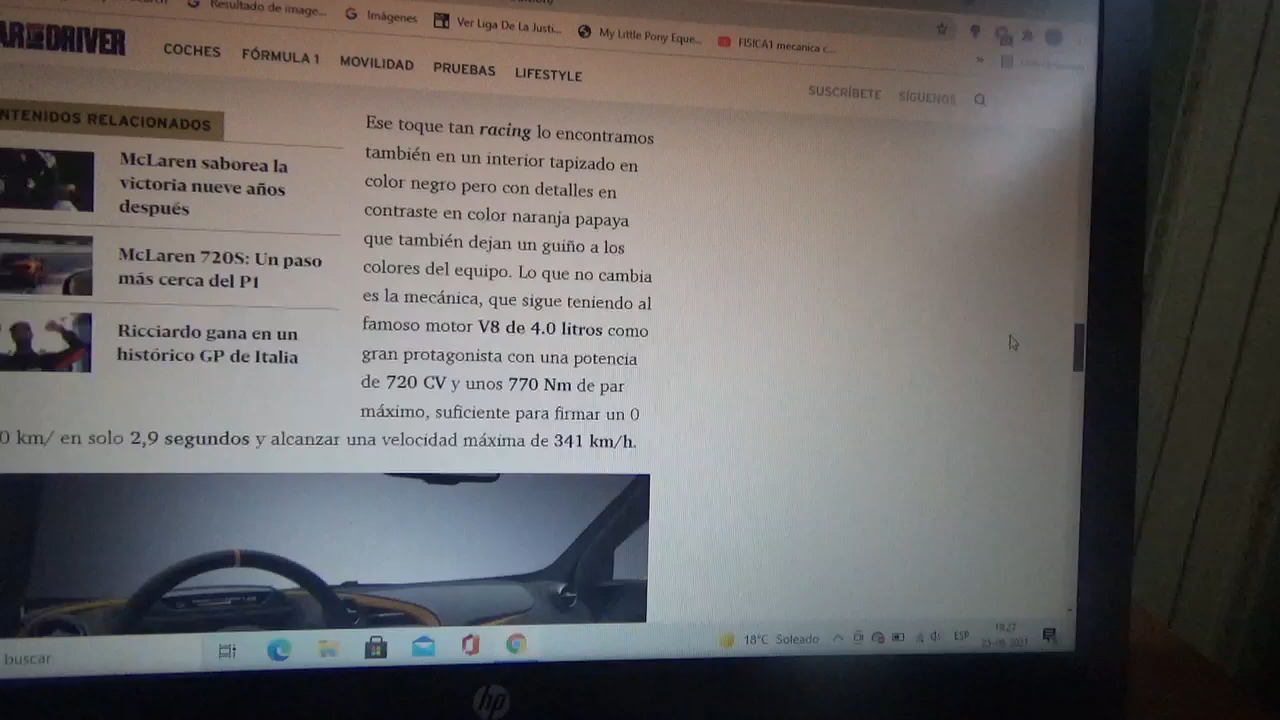 Resultado de image...
Imágenes
Ver Liga De La Justi...
My Little Pony Eque...
FISICA1 mecanica c...
DRIVER
COCHES
FÓRMULA 1
MOVILIDAD
PRUEBAS
LIFESTYLE
SUSCRÍBETE
SÍGUENOS
NTENIDOS RELACIONADOS
McLaren saborea la
victoria nueve años
después
McLaren 720S: Un paso
más cerca del P1
Ricciardo gana en un
histórico GP de Italia
Ese toque tan racing lo encontramos
también en un interior tapizado en
color negro pero con detalles en
contraste en color naranja papaya
que también dejan un guiño a los
colores del equipo. Lo que no cambia
es la mecánica, que sigue teniendo al
famoso motor V8 de 4.0 litros como
gran protagonista con una potencia
de 720 CV y unos 770 Nm de par
máximo, suficiente para firmar un 0
0 km/ en solo 2,9 segundos y alcanzar una velocidad máxima de 341 km/h.
buscar
18°C Soleado
ESP
hp